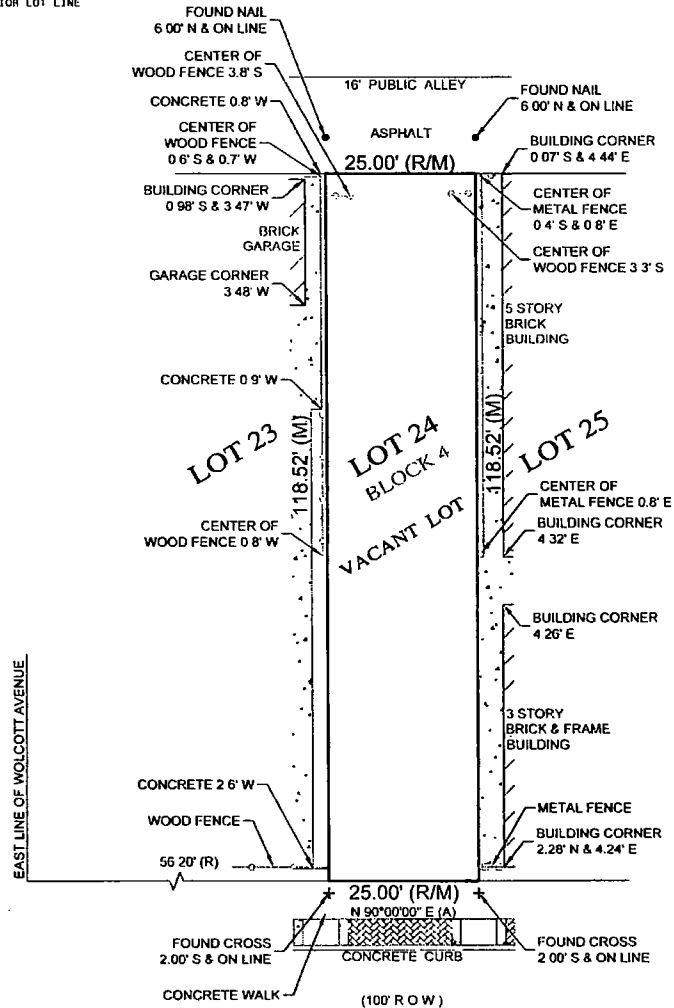 LOT LINE
FOUND NAIL
6 00' N & ON LINE
CENTER OF
WOOD FENCE 3.8' S
16' PUBLIC ALLEY
CONCRETE 0.8' W
FOUND NAIL
6 00' N & ON LINE
CENTER OF
WOOD FENCE
0 6' S & 0.7' W
ASPHALT
25.00' (R/M)
BUILDING CORNER
0 07' S & 4 44' E
BUILDING CORNER
0 98' S & 3 47' W
BRICK
GARAGE
CENTER OF
METAL FENCE
0 4' S & 0 8' E
CENTER OF
WOOD FENCE 3 3' S
GARAGE CORNER
3 48' W
5 STORY
BRICK
BUILDING
CONCRETE 0 9' W
LOT 23
118.52' (M)
LOT 24
BLOCK 4
VACANT LOT
118.52' (M)
LOT 25
CENTER OF
METAL FENCE 0.8' E
CENTER OF
WOOD FENCE 0 8' W
BUILDING CORNER
4 32' E
BUILDING CORNER
4 26' E
EAST LINE OF WOLCOTT AVENUE
3 STORY
BRICK & FRAME
BUILDING
CONCRETE 2 6' W
METAL FENCE
WOOD FENCE
BUILDING CORNER
2.28' N & 4.24' E
56 20' (R)
25.00' (R/M)
N 90°00'00" E (A)
FOUND CROSS
2.00' S & ON LINE
CONCRETE CURB
FOUND CROSS
2 00' S & ON LINE
CONCRETE WALK
(100' R O W )